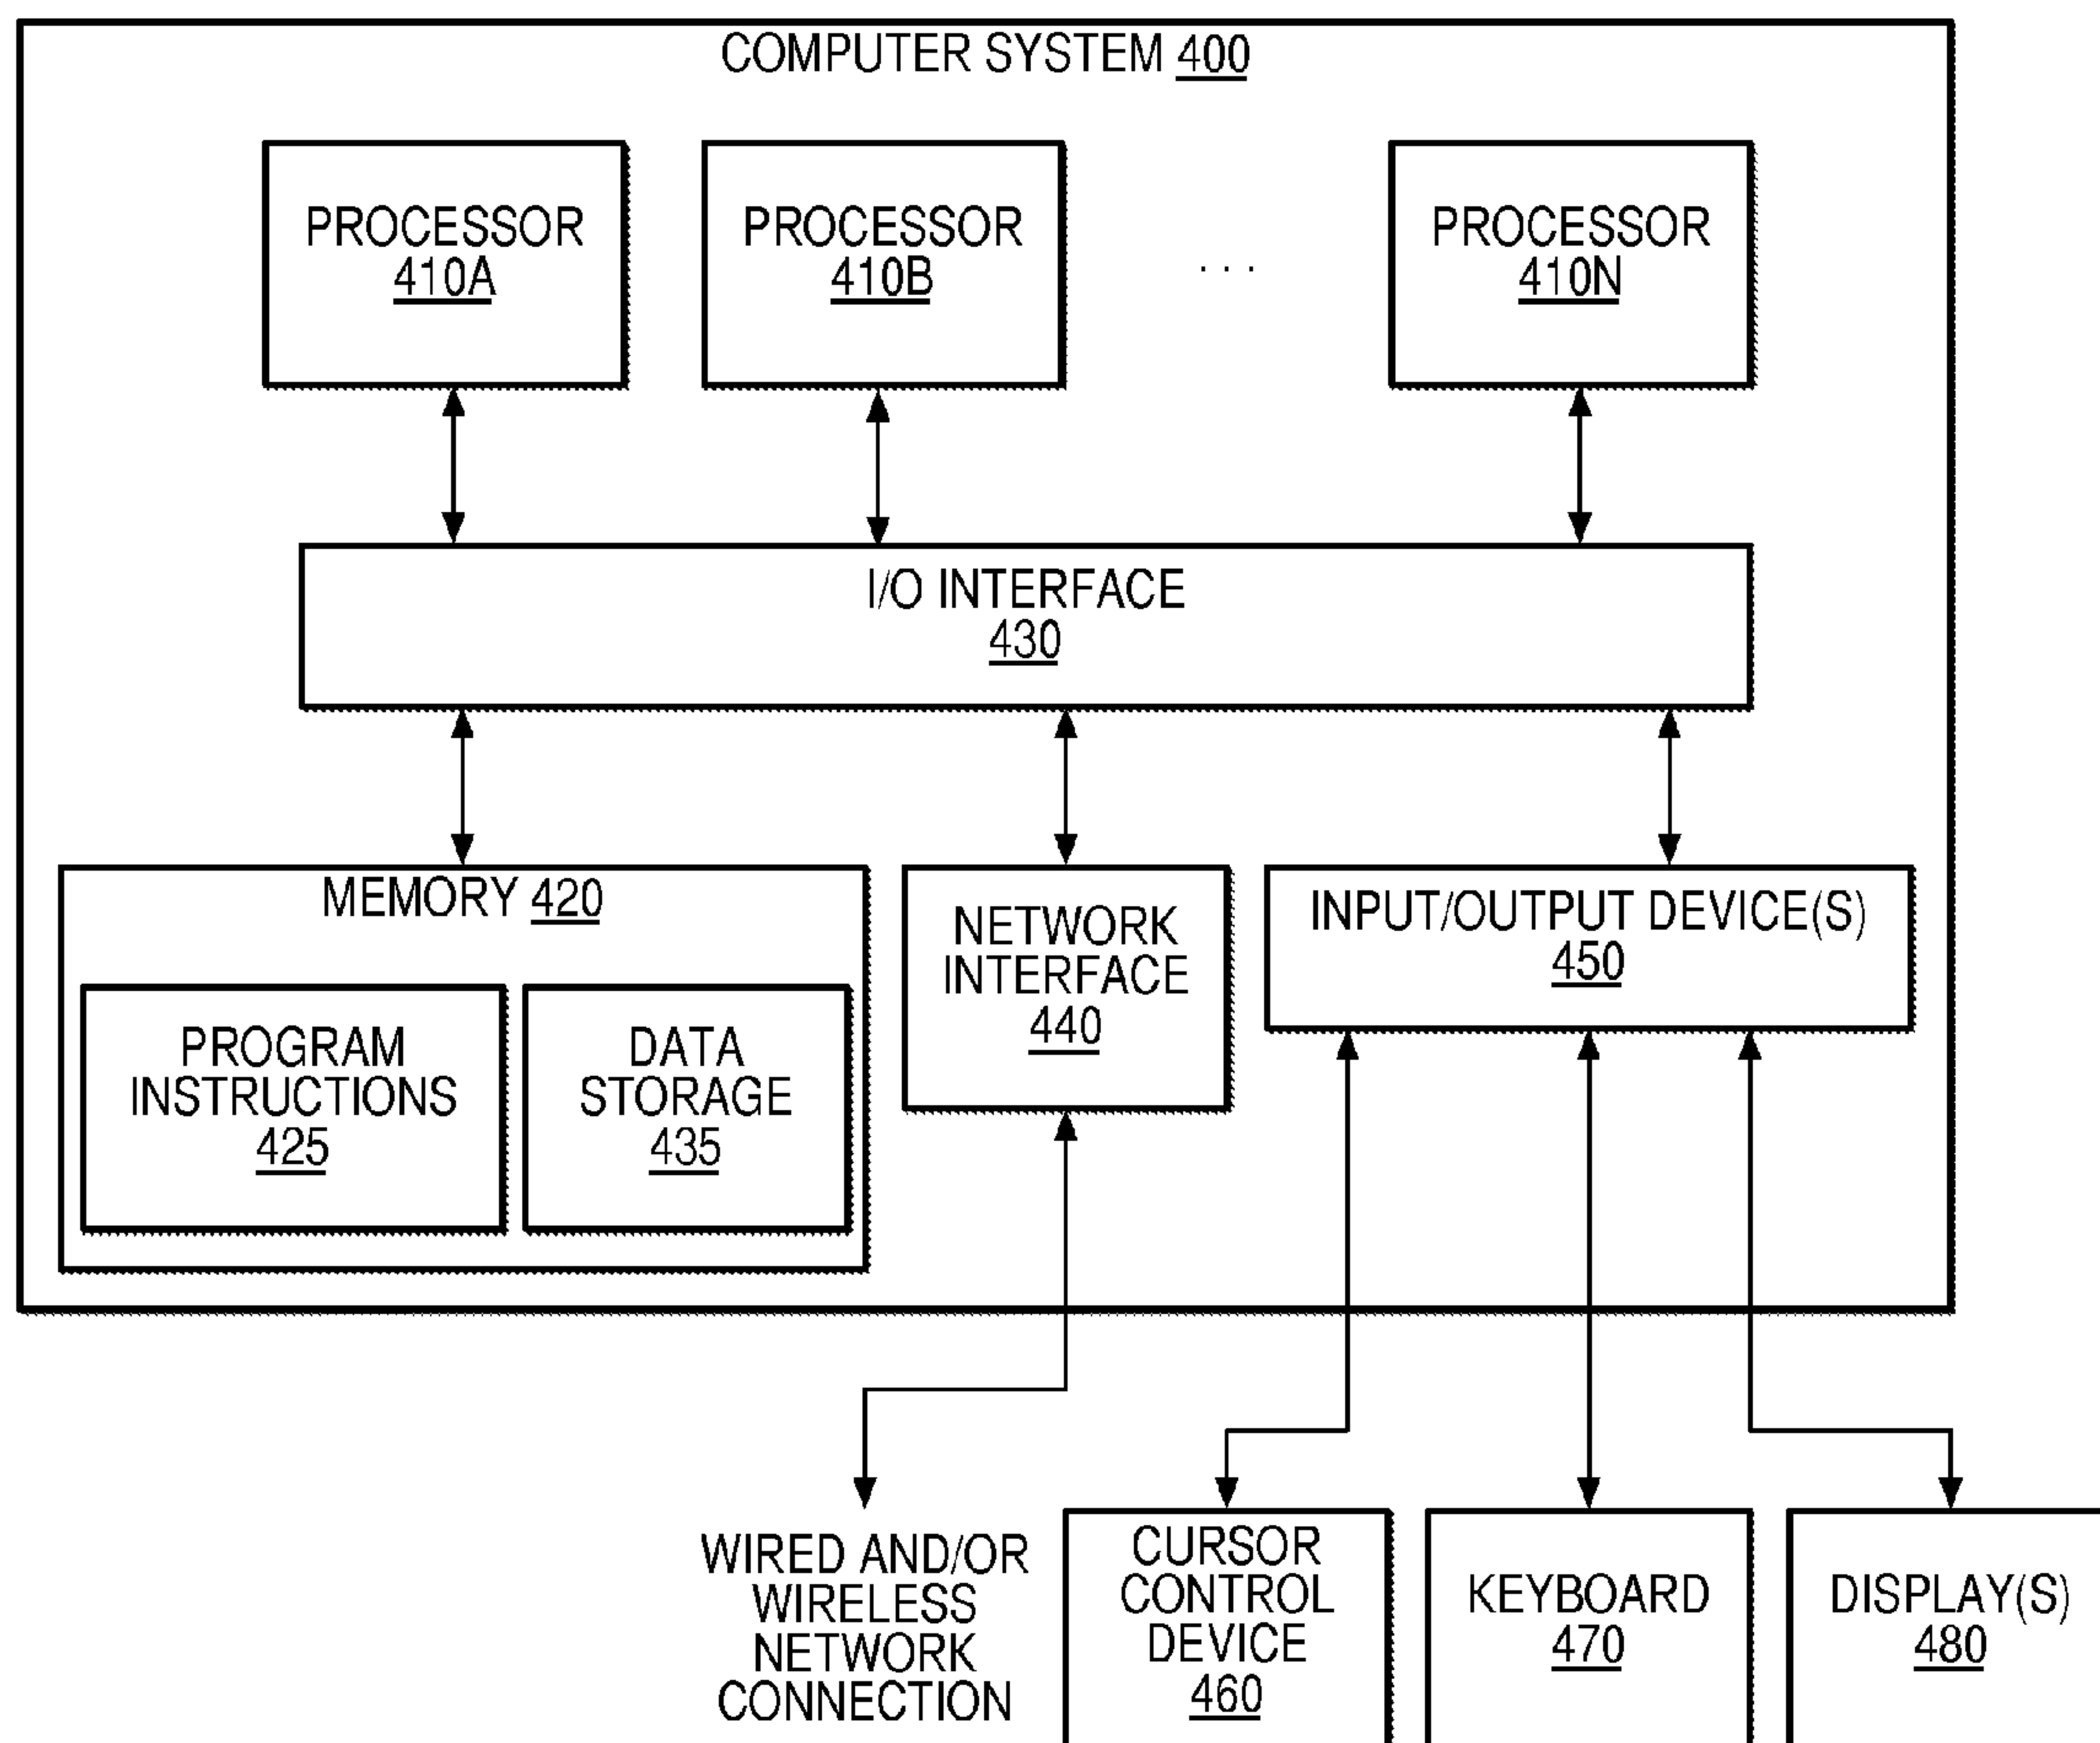 COMPUTER SYSTEM 400
PROCESSOR
410A
PROCESSOR
410B
. . .
PROCESSOR
410N
I/O INTERFACE
430
MEMORY 420
PROGRAM
INSTRUCTIONS
425
DATA
STORAGE
435
NETWORK
INTERFACE
440
INPUT/OUTPUT DEVICE(S)
450
WIRED AND/OR
WIRELESS
NETWORK
CONNECTION
CURSOR
CONTROL
DEVICE
460
KEYBOARD
470
DISPLAY(S)
480